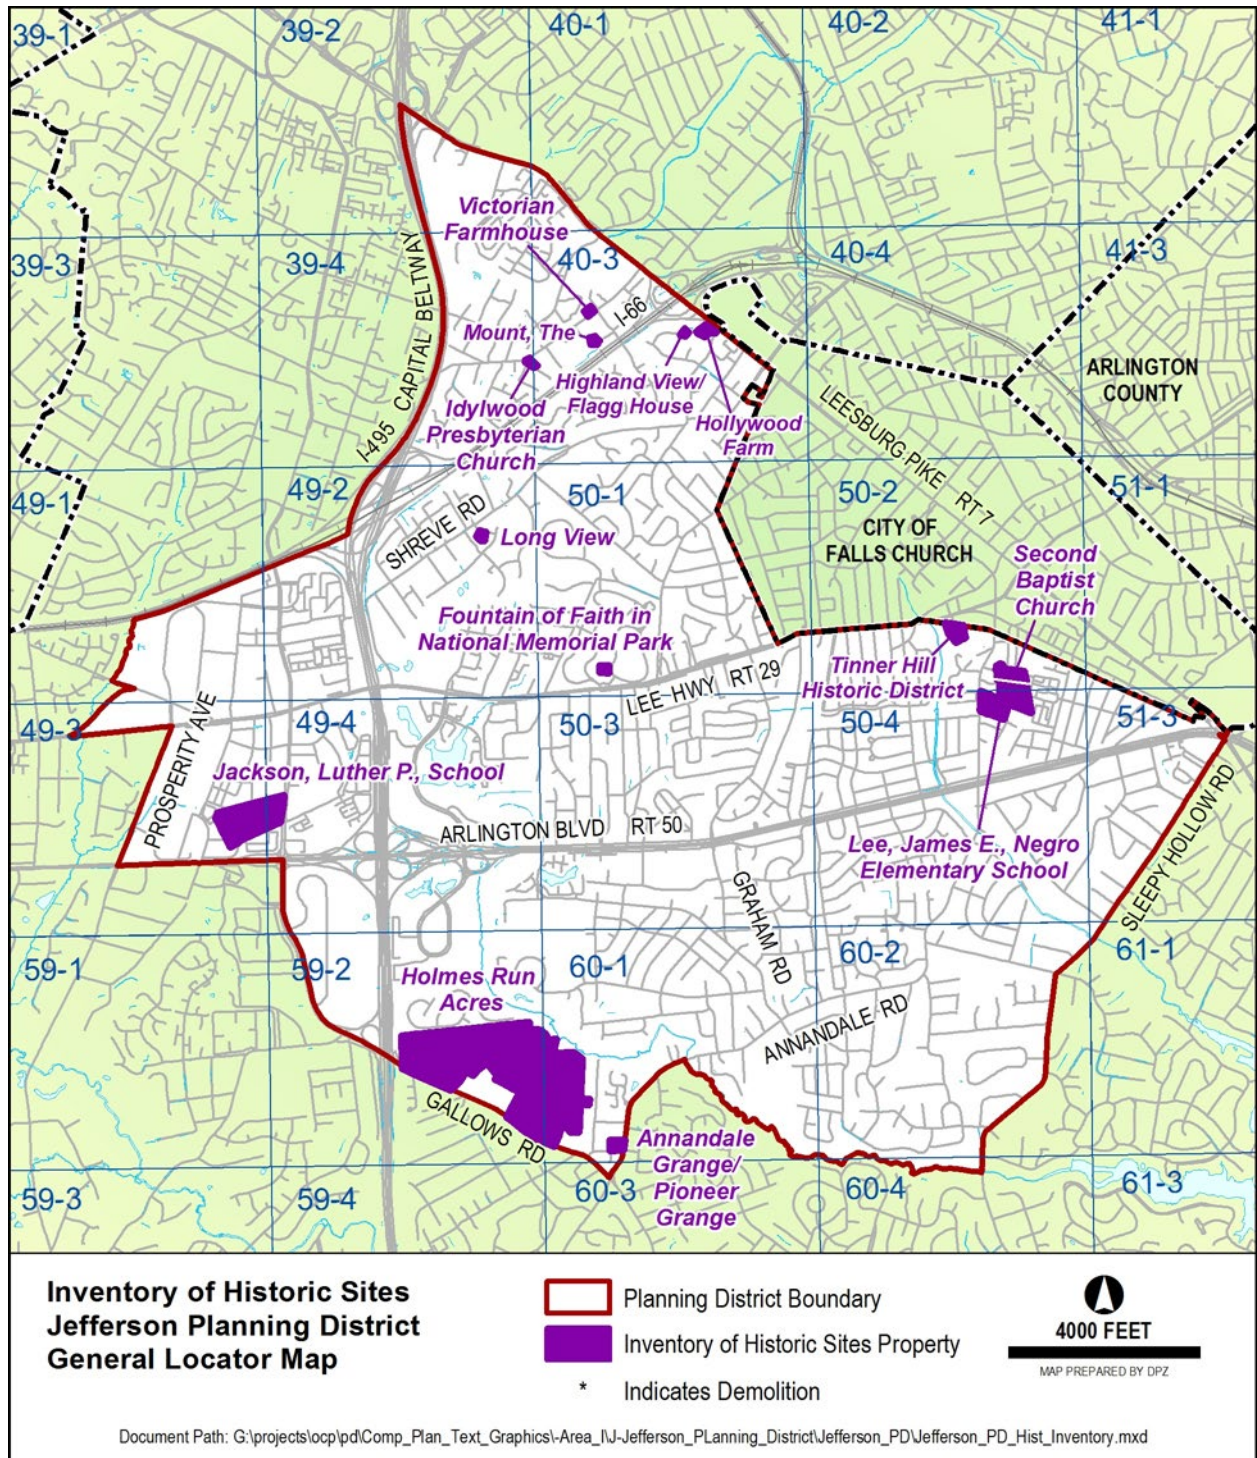 39-1
39-2
40-1
40-2
41-1
Victorian
Farmhouse
39-3
39-4
40-3
40-4
41-3
I-495 CAPITAL BELTWAY
I-66
Mount, The
Highland View/
Flagg House
Idylwood
Presbyterian
Church
Hollywood
Farm
ARLINGTON
COUNTY
LEESBURG PIKE RT 7
49-1
49-2
50-1
50-2
51-1
SHREVE RD
Long View
CITY OF
FALLS CHURCH
Second
Baptist
Church
Fountain of Faith in
National Memorial Park
Tinner Hill
Historic District
LEE HWY RT 29
49-3
49-4
50-3
50-4
51-3
PROSPERITY AVE
Jackson, Luther P., School
ARLINGTON BLVD RT 50
Lee, James E., Negro
Elementary School
SLEEPY HOLLOW RD
GRAHAM RD
59-1
59-2
60-1
60-2
61-1
Holmes Run
Acres
ANNANDALE RD
GALLOWS RD
Annandale
Grange/
Pioneer
Grange
59-3
59-4
60-3
60-4
61-3
Inventory of Historic Sites
Jefferson Planning District
General Locator Map
Planning District Boundary
Inventory of Historic Sites Property
* Indicates Demolition
4000 FEET
MAP PREPARED BY DPZ
Document Path: G:\projects\ocp\pd\Comp_Plan_Text_Graphics\-Area_I\J-Jefferson_PLanning_District\Jefferson_PD\Jefferson_PD_Hist_Inventory.mxd